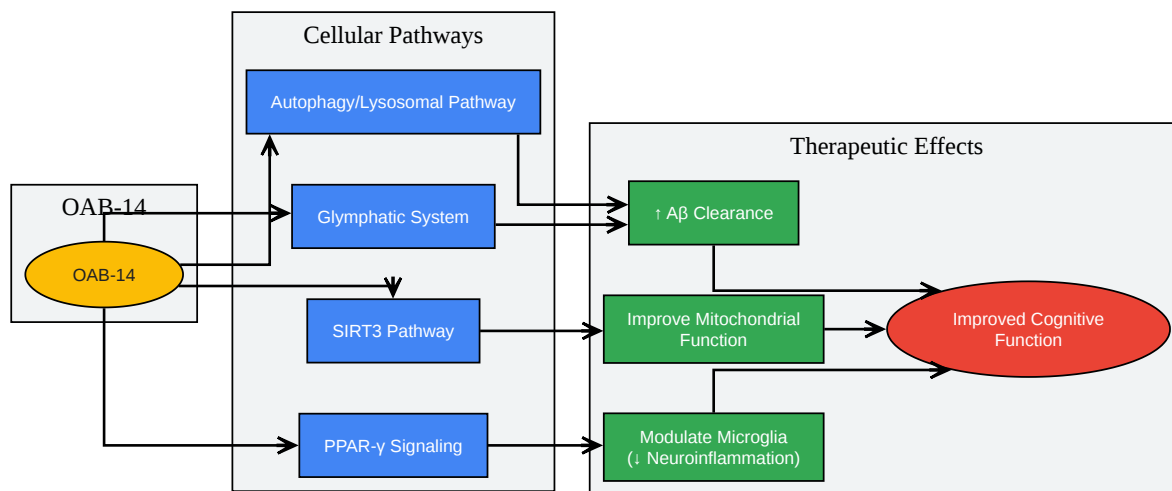 Cellular Pathways
Autophagy/Lysosomal Pathway
Therapeutic Effects
OAB-14
Glymphatic System
↑ Aβ Clearance
OAB-14
SIRT3 Pathway
Improve Mitochondrial
Function
Improved Cognitive
Function
PPAR-γ Signaling
Modulate Microglia
(↓ Neuroinflammation)